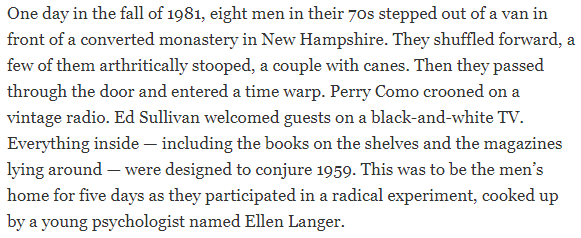 One day in the fall of 1981, eight men in their 70s stepped out of a van in
front of a converted monastery in New Hampshire. They shuffled forward, a
few of them arthritically stooped, a couple with canes. Then they passed
through the door and entered a time warp. Perry Como crooned on a
vintage radio. Ed Sullivan welcomed guests on a black-and-white TV.
Everything inside — including the books on the shelves and the magazines
lying around — were designed to conjure 1959. This was to be the men’s
home for five days as they participated in a radical experiment, cooked up
by a young psychologist named Ellen Langer.